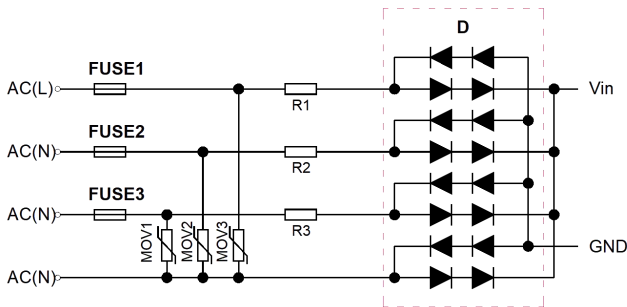 D
FUSE1
AC(L)
R1
Vin
FUSE2
AC(N)
R2
FUSE3
AC(N)
R3
MOV1
MOV2
MOV3
GND
AC(N)